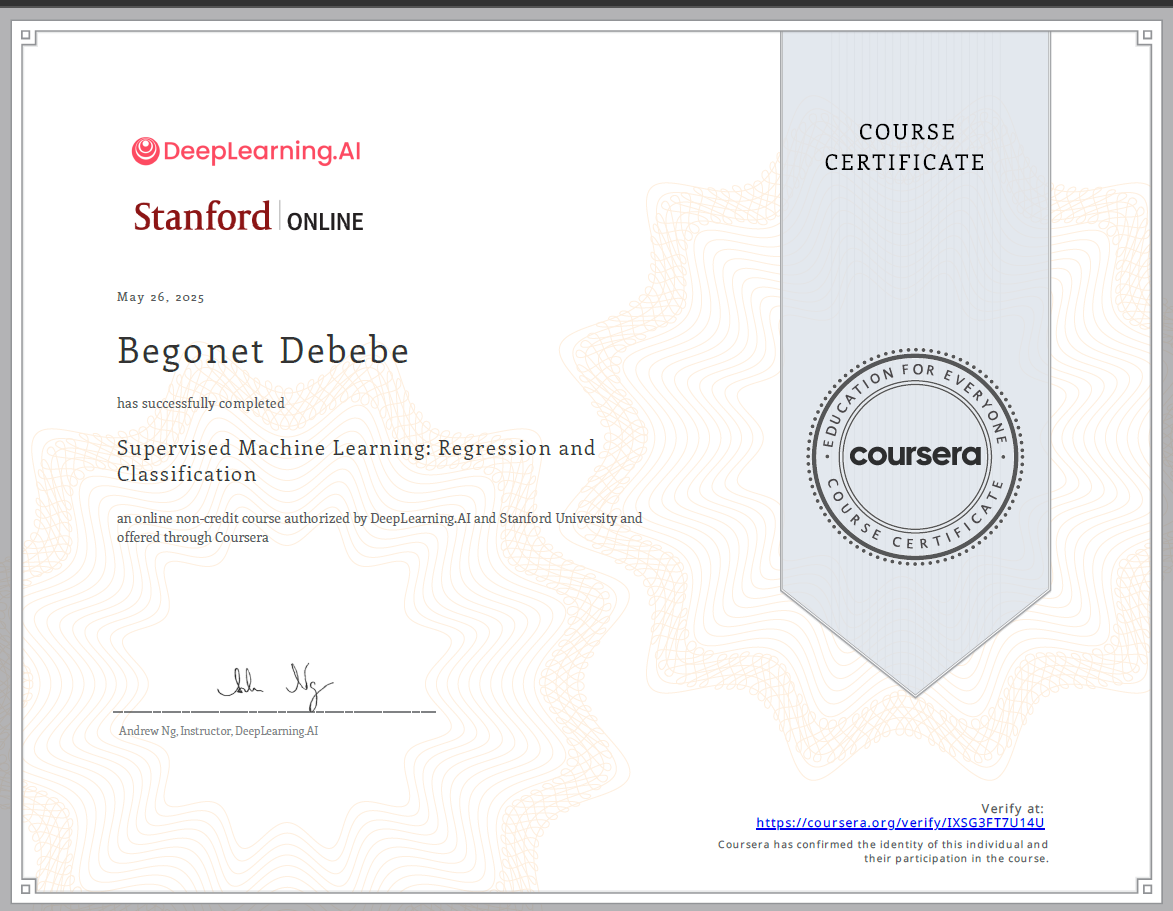 DeepLearning.AI
Stanford ONLINE
May 26, 2025
Begonet Debebe
has successfully completed
Supervised Machine Learning: Regression and
Classification
an online non-credit course authorized by DeepLearning.AI and Stanford University and
offered through Coursera
Andrew Ng, Instructor, DeepLearning.AI
COURSE
CERTIFICATE
EDUCATION FOR EVERYONE
coursera
COURSE CERTIFICATE
Verify at:
https://coursera.org/verify/IXSG3FT7U14U
Coursera has confirmed the identity of this individual and
their participation in the course.